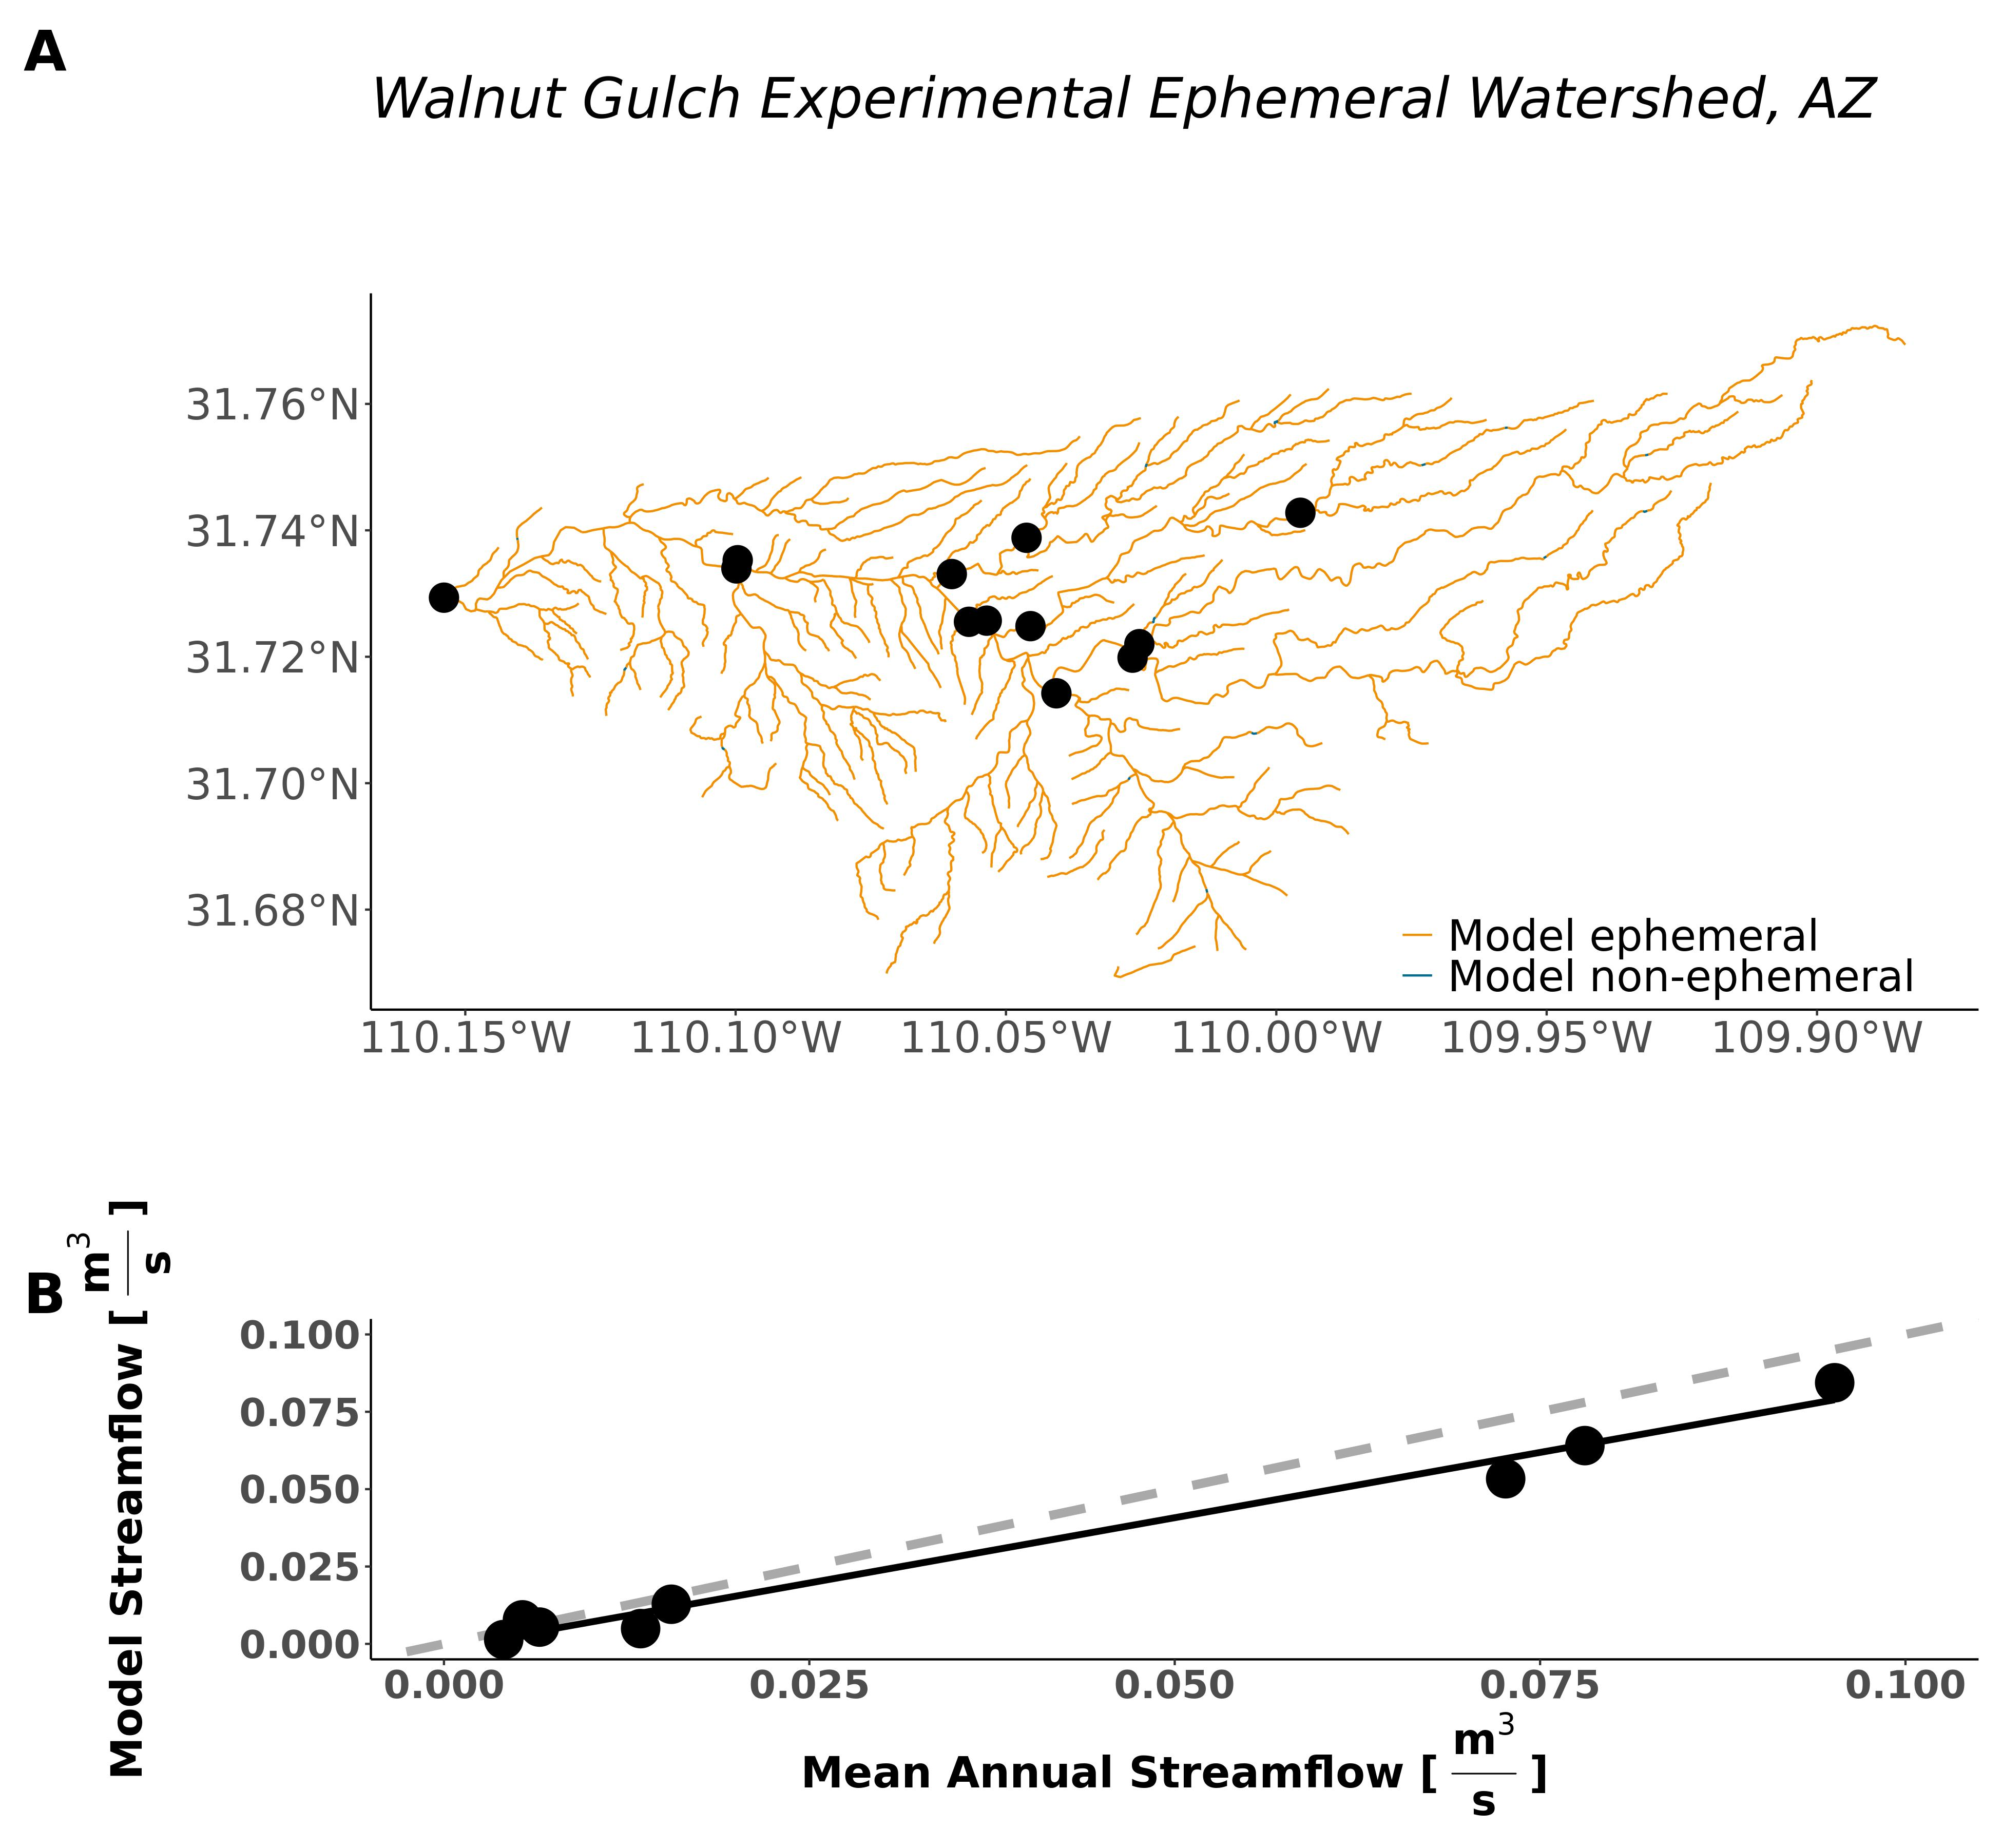 A
Walnut Gulch Experimental Ephemeral Watershed, AZ
31.76°N
31.74°N
31.72°N
31.70°N
31.68°N
Model ephemeral
Model non-ephemeral
110.15°W 110.10°W 110.05°W 110.00°W 109.95°W 109.90°W
B
Model Streamflow [ m³/s ]
0.100
0.075
0.050
0.025
0.000
0.000 0.025 0.050 0.075 0.100
Mean Annual Streamflow [ m³/s ]